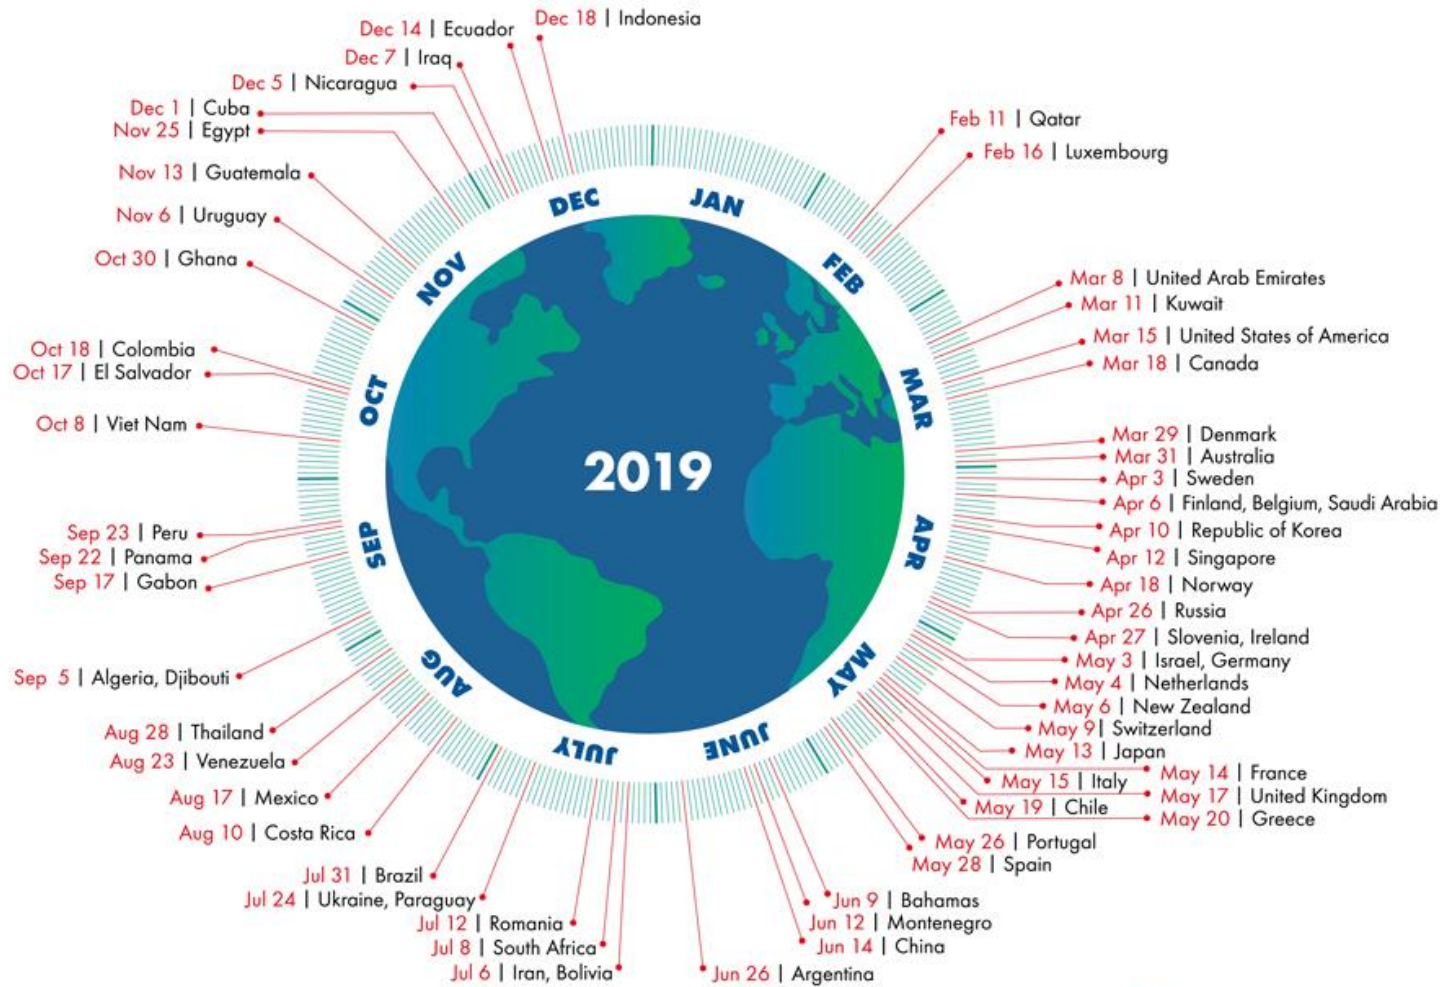 Dec 18 | Indonesia
Dec 14 | Ecuador
Dec 7 | Iraq
Dec 5 | Nicaragua
Dec 1 | Cuba
Nov 25 | Egypt
Nov 13 | Guatemala
Nov 6 | Uruguay
Oct 30 | Ghana
Oct 18 | Colombia
Oct 17 | El Salvador
Oct 8 | Viet Nam
Sep 23 | Peru
Sep 22 | Panama
Sep 17 | Gabon
Sep 5 | Algeria, Djibouti
Aug 28 | Thailand
Aug 23 | Venezuela
Aug 17 | Mexico
Aug 10 | Costa Rica
Jul 31 | Brazil
Jul 24 | Ukraine, Paraguay
Jul 12 | Romania
Jul 8 | South Africa
Jul 6 | Iran, Bolivia
JAN
FEB
MAR
APR
MAY
JUNE
JULY
AUG
SEP
OCT
NOV
DEC
2019
Feb 11 | Qatar
Feb 16 | Luxembourg
Mar 8 | United Arab Emirates
Mar 11 | Kuwait
Mar 15 | United States of America
Mar 18 | Canada
Mar 29 | Denmark
Mar 31 | Australia
Apr 3 | Sweden
Apr 6 | Finland, Belgium, Saudi Arabia
Apr 10 | Republic of Korea
Apr 12 | Singapore
Apr 18 | Norway
Apr 26 | Russia
Apr 27 | Slovenia, Ireland
May 3 | Israel, Germany
May 4 | Netherlands
May 6 | New Zealand
May 9| Switzerland
May 13 | Japan
May 14 | France
May 15 | Italy
May 17 | United Kingdom
May 19 | Chile
May 20 | Greece
May 26 | Portugal
May 28 | Spain
Jun 9 | Bahamas
Jun 12 | Montenegro
Jun 14 | China
Jun 26 | Argentina